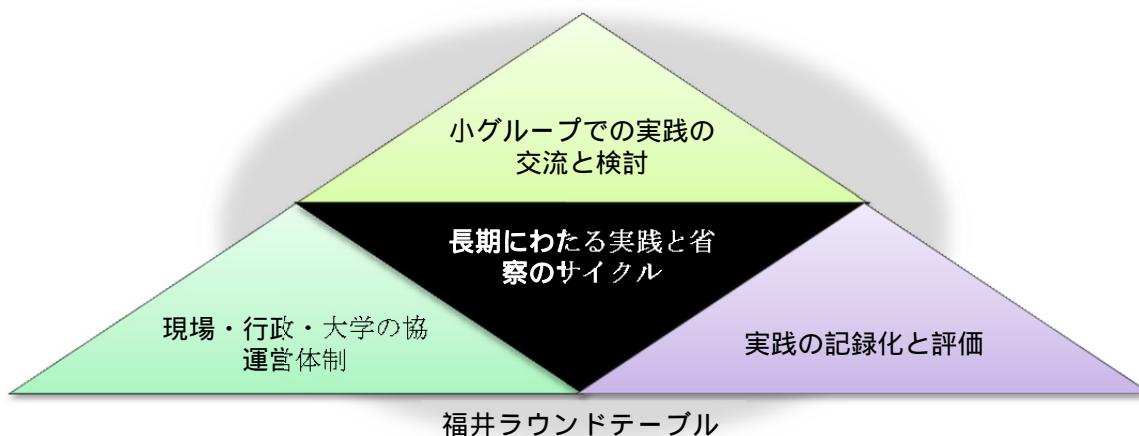 小グループでの実践の
交流と検討
長期にわたる実践と省
察のサイクル
現場・行政・大学の協
運営体制
実践の記録化と評価
福井ラウンドテーブル